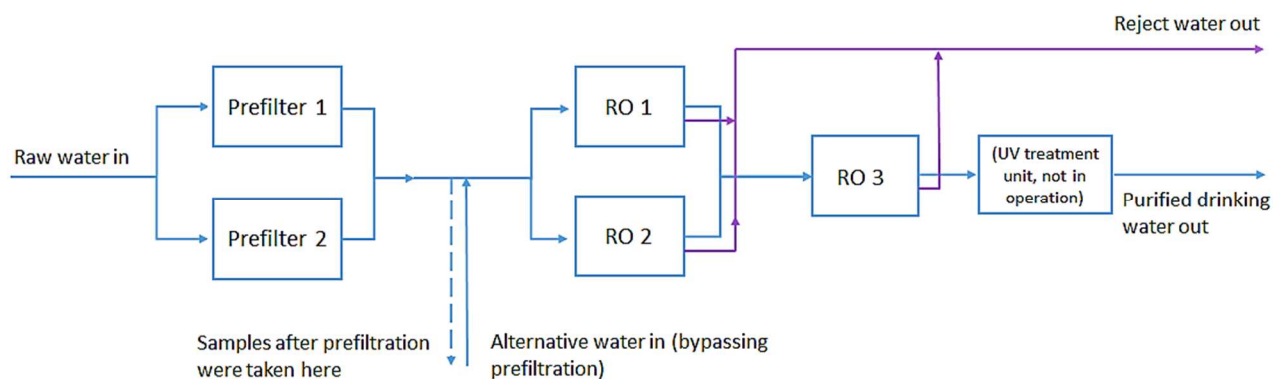 Reject water out
Prefilter 1
RO 1
Raw water in
RO 3
(UV treatment
unit, not in
operation)
Prefilter 2
RO 2
Purified drinking
water out
Samples after prefiltration
were taken here
Alternative water in (bypassing
prefiltration)